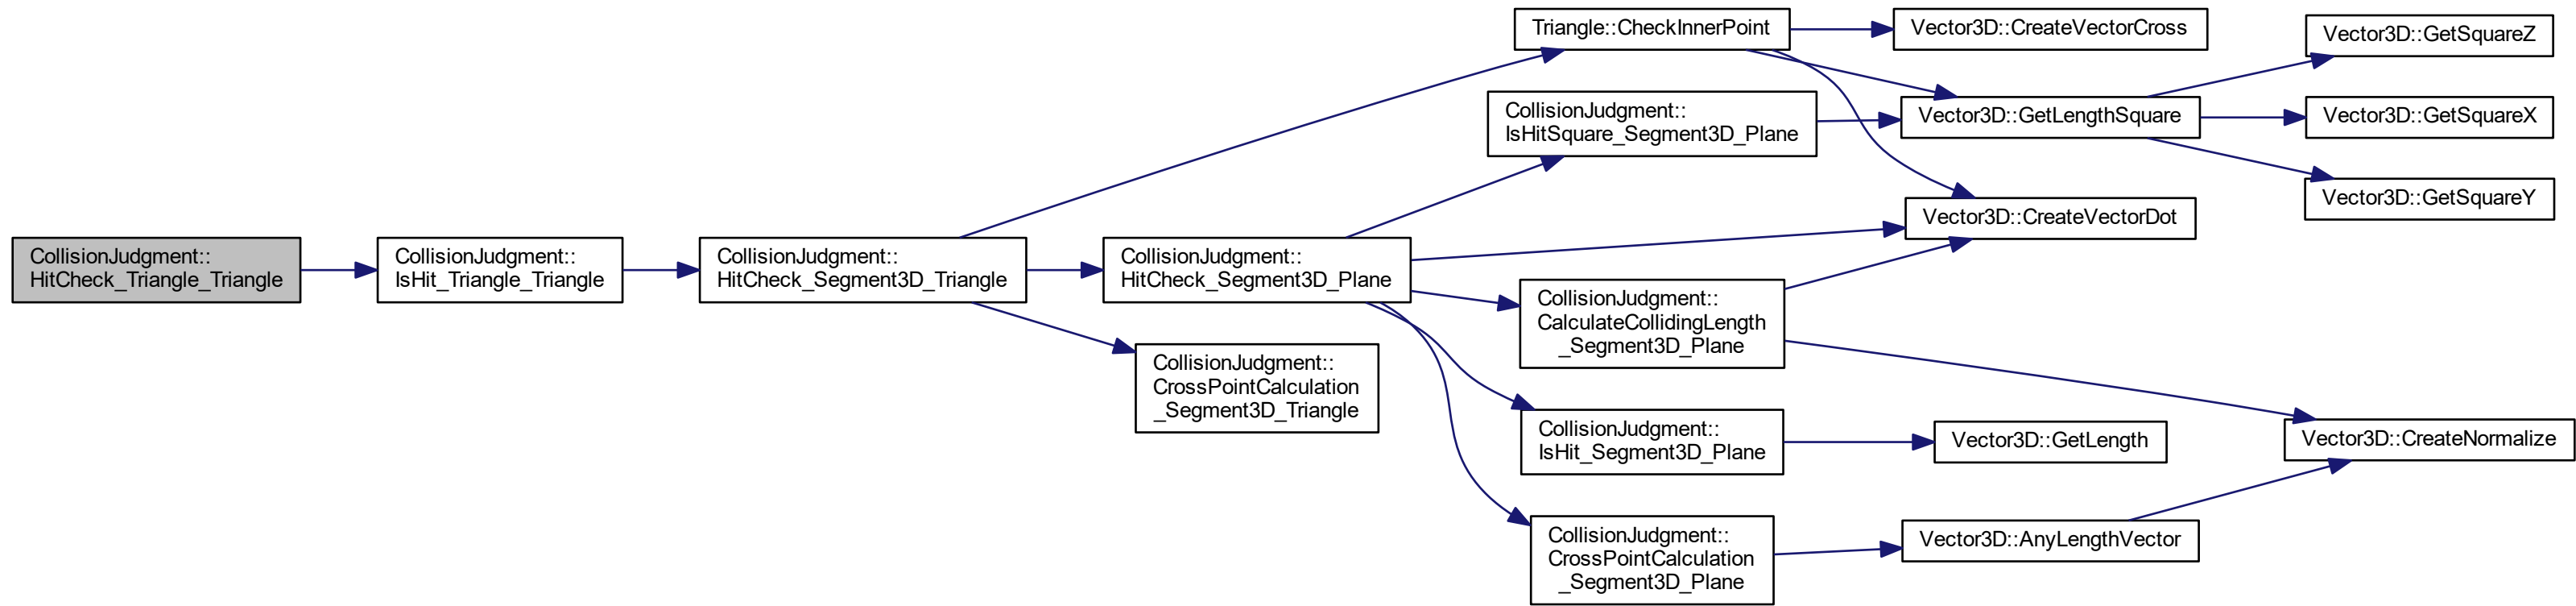 CollisionJudgment::
HitCheck_Triangle_Triangle
CollisionJudgment::
IsHit_Triangle_Triangle
CollisionJudgment::
HitCheck_Segment3D_Triangle
Triangle::CheckInnerPoint
CollisionJudgment::
HitCheck_Segment3D_Plane
CollisionJudgment::
CrossPointCalculation
_Segment3D_Triangle
Vector3D::CreateVectorCross
CollisionJudgment::
IsHitSquare_Segment3D_Plane
Vector3D::GetLengthSquare
Vector3D::GetSquareZ
Vector3D::GetSquareX
Vector3D::GetSquareY
Vector3D::CreateVectorDot
CollisionJudgment::
CalculateCollidingLength
_Segment3D_Plane
CollisionJudgment::
IsHit_Segment3D_Plane
Vector3D::GetLength
Vector3D::CreateNormalize
CollisionJudgment::
CrossPointCalculation
_Segment3D_Plane
Vector3D::AnyLengthVector